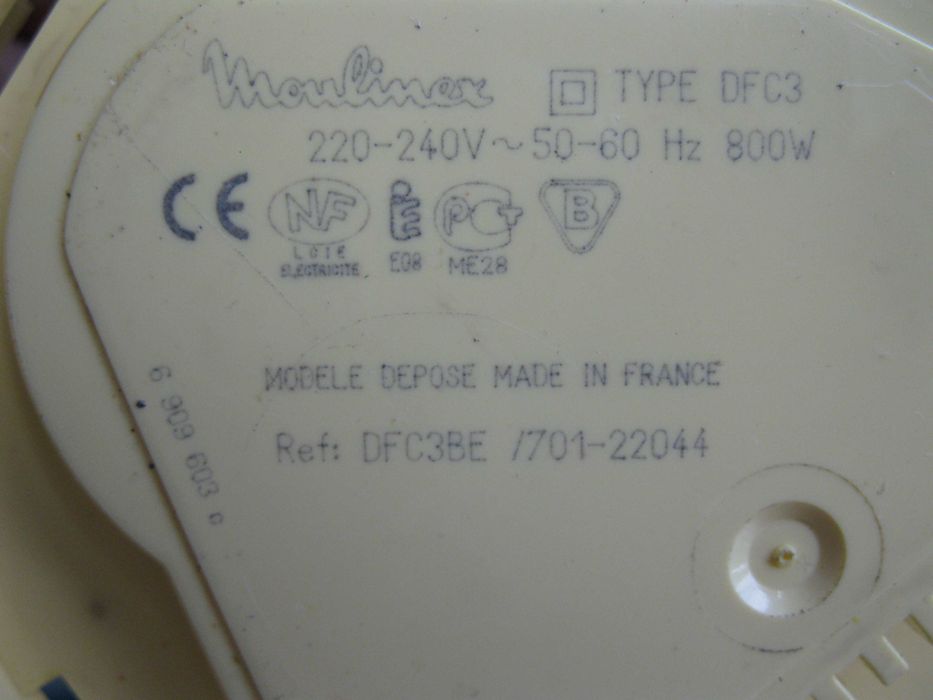 Moulinex TYPE DFC3
220-240V ~ 50-60 Hz 800W
CE NF E PCT B
LCIE
ELECTRICITE E08 ME28
MODELE DEPOSE MADE IN FRANCE
Ref: DFC3BE /701-22044
6 909 603